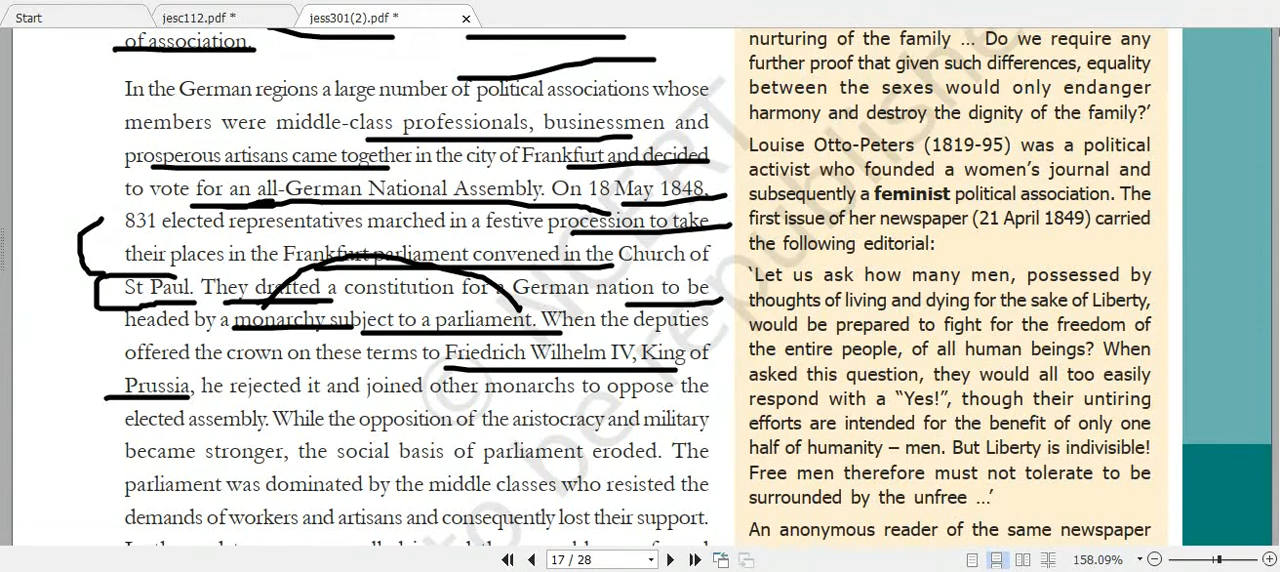 Start
jesc112.pdf *
jess301(2).pdf *
of association.
In the German regions a large number of political associations whose
members were middle-class professionals, businessmen and
prosperous artisans came together in the city of Frankfurt and decided
to vote for an all-German National Assembly. On 18 May 1848,
831 elected representatives marched in a festive procession to take
their places in the Frankfurt parliament convened in the Church of
St Paul. They drafted a constitution for a German nation to be
headed by a monarchy subject to a parliament. When the deputies
offered the crown on these terms to Friedrich Wilhelm IV, King of
Prussia, he rejected it and joined other monarchs to oppose the
elected assembly. While the opposition of the aristocracy and military
became stronger, the social basis of parliament eroded. The
parliament was dominated by the middle classes who resisted the
demands of workers and artisans and consequently lost their support.
nurturing of the family ... Do we require any
further proof that given such differences, equality
between the sexes would only endanger
harmony and destroy the dignity of the family?’
Louise Otto-Peters (1819-95) was a political
activist who founded a women’s journal and
subsequently a feminist political association. The
first issue of her newspaper (21 April 1849) carried
the following editorial:
‘Let us ask how many men, possessed by
thoughts of living and dying for the sake of Liberty,
would be prepared to fight for the freedom of
the entire people, of all human beings? When
asked this question, they would all too easily
respond with a “Yes!”, though their untiring
efforts are intended for the benefit of only one
half of humanity – men. But Liberty is indivisible!
Free men therefore must not tolerate to be
surrounded by the unfree ...’
An anonymous reader of the same newspaper
© NCERT
to be republished
17 / 28
158.09%